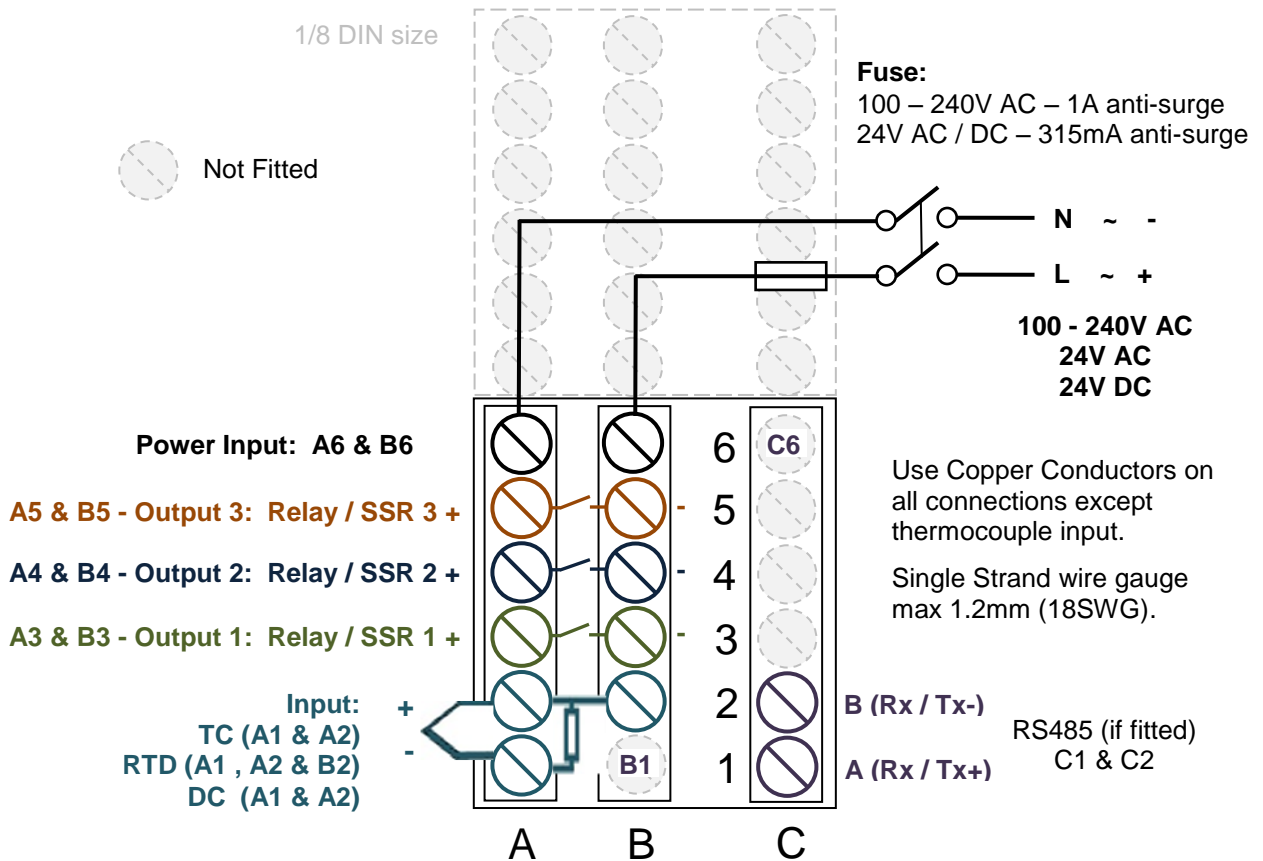 1/8 DIN size
Fuse:
100 – 240V AC – 1A anti-surge
24V AC / DC – 315mA anti-surge
Not Fitted
N ~ -
L ~ +
100 - 240V AC
24V AC
24V DC
Power Input: A6 & B6
6
C6
A5 & B5 - Output 3: Relay / SSR 3 +
-
5
A4 & B4 - Output 2: Relay / SSR 2 +
-
4
A3 & B3 - Output 1: Relay / SSR 1 +
-
3
Use Copper Conductors on
all connections except
thermocouple input.
Single Strand wire gauge
max 1.2mm (18SWG).
Input:
TC (A1 & A2)
RTD (A1 , A2 & B2)
DC (A1 & A2)
+
-
2
B1
1
B (Rx / Tx-)
A (Rx / Tx+)
RS485 (if fitted)
C1 & C2
A
B
C